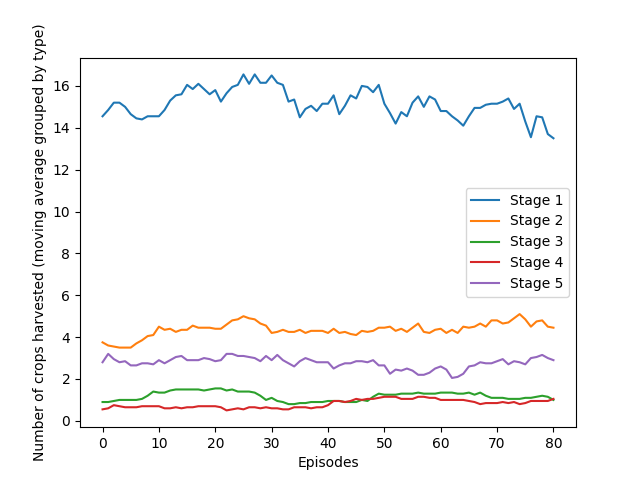 Number of crops harvested (moving average grouped by type)
16
14
12
10
8
6
4
2
0
Stage 1
Stage 2
Stage 3
Stage 4
Stage 5
0 10 20 30 40 50 60 70 80
Episodes